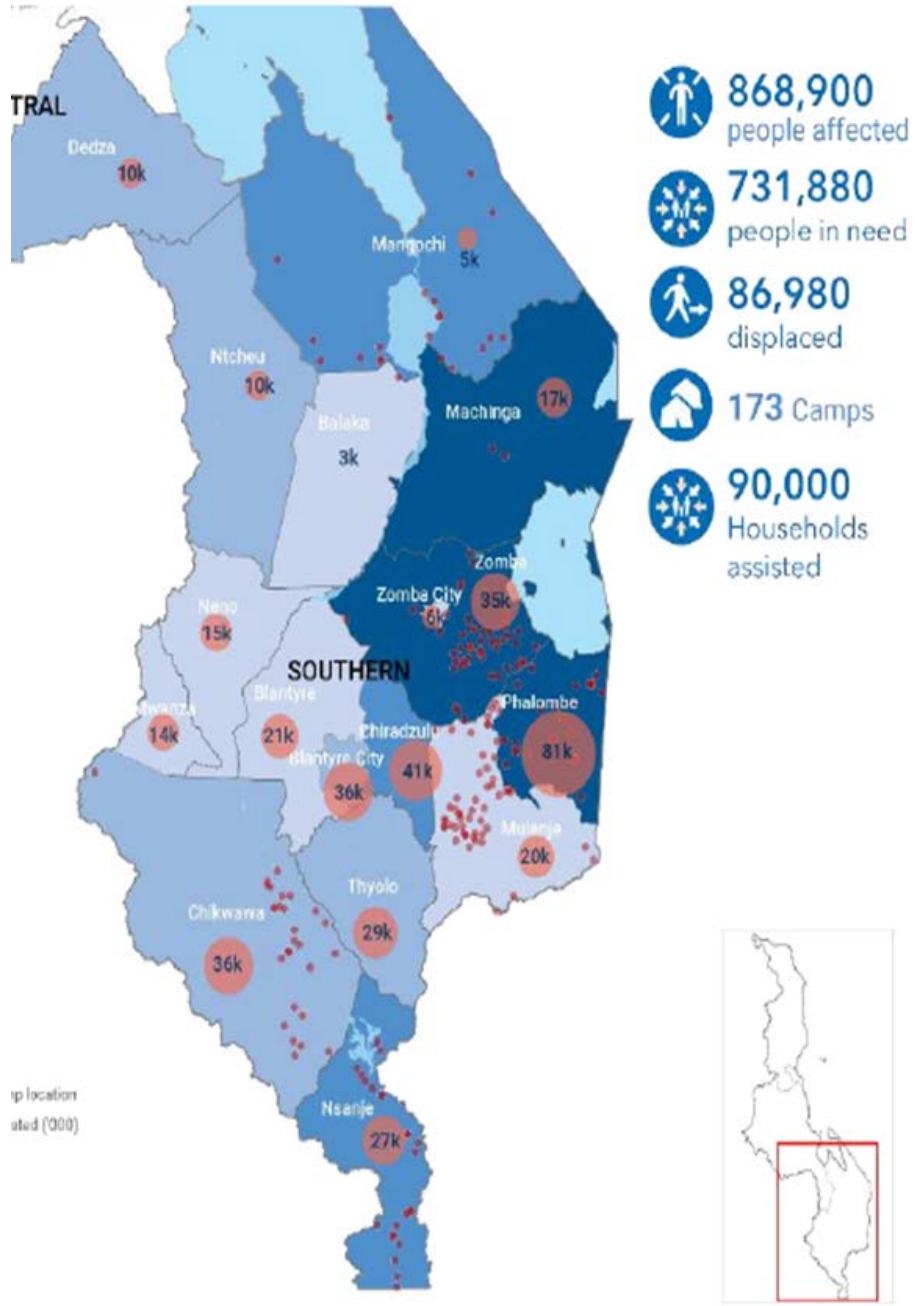 TRAL
Dedza
10k
Mangochi
5k
Ntcheu
10k
Machinga
17k
Balaka
3k
Zomba
35k
Zomba City
6k
Neno
15k
SOUTHERN
Blantyre
21k
Mwanza
14k
Phalombe
81k
Chiradzulu
41k
Blantyre City
36k
Mulanje
20k
Thyolo
29k
Chikwawa
36k
Nsanje
27k
868,900
people affected
731,880
people in need
86,980
displaced
173 Camps
90,000
Households
assisted
location
('000)